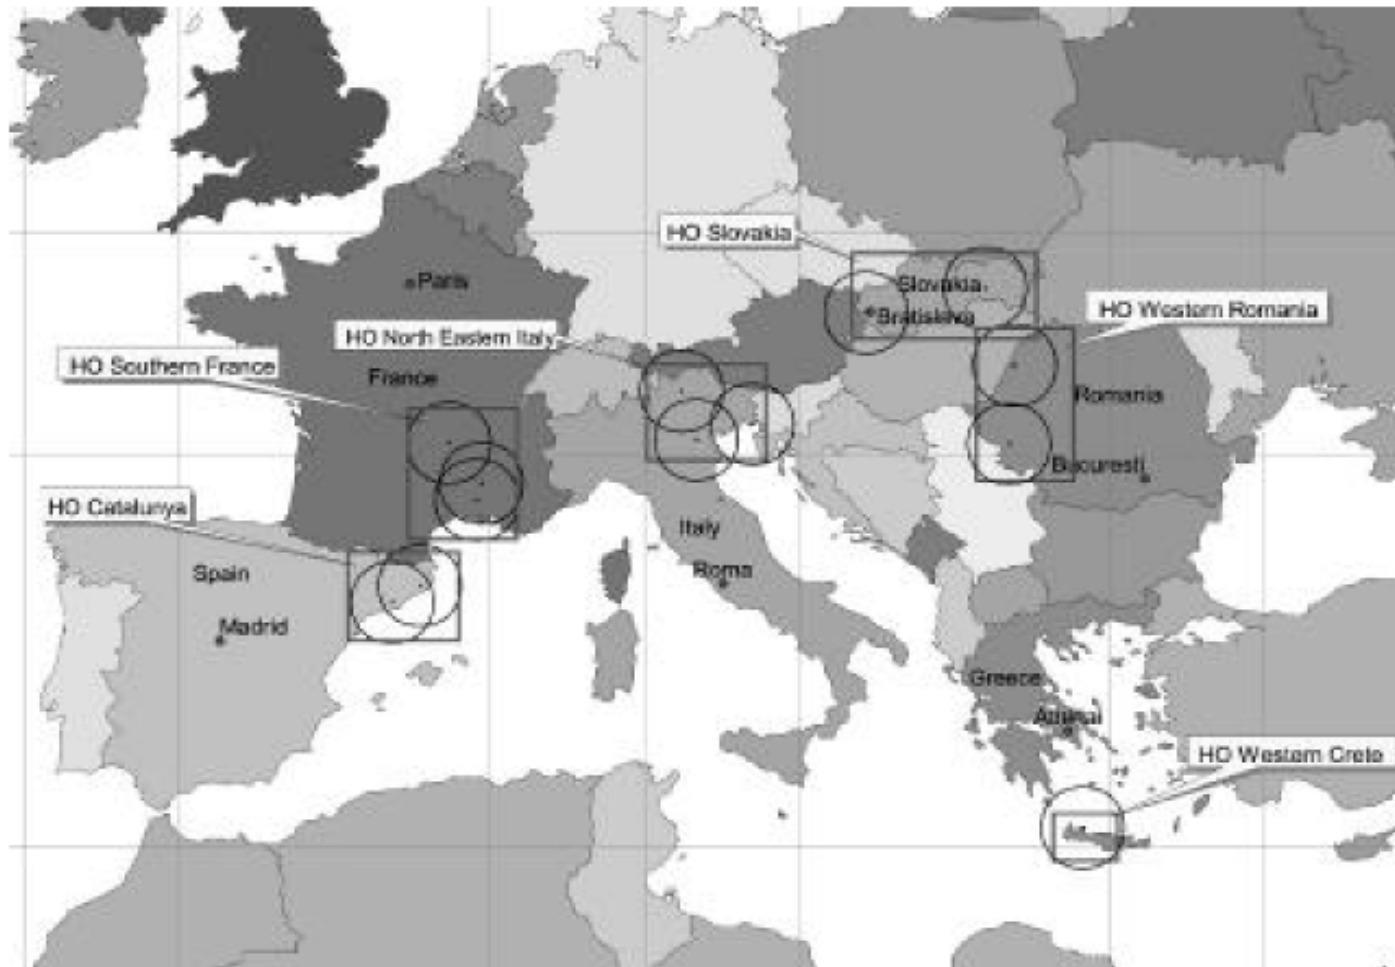 HO Slovakia
Paris
Slovakia
Bratislava
HO Western Romania
HO North Eastern Italy
HO Southern France
France
Romania
Bucuresti
HO Catalunya
Italy
Spain
Roma
Madrid
Greece
Athinai
HO Western Crete